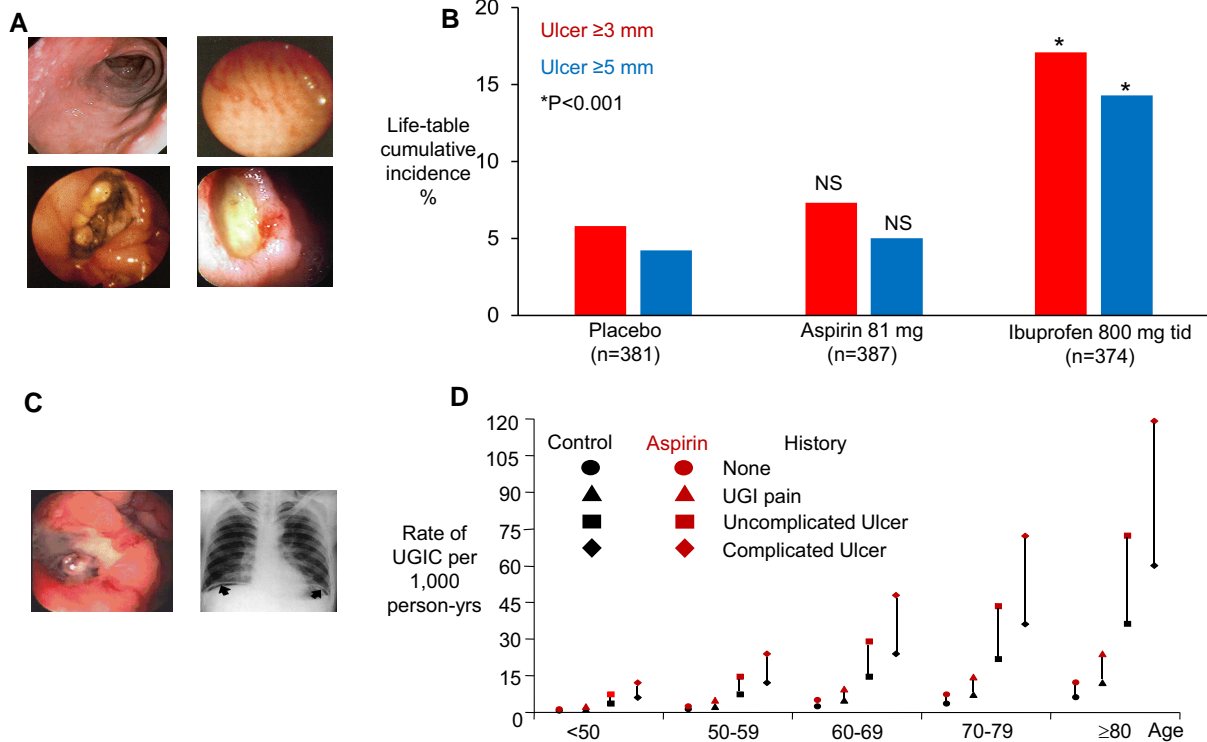 A
B
Ulcer ≥3 mm
Ulcer ≥5 mm
*P<0.001
Life-table
cumulative
incidence
%
20
15
10
5
0
NS
NS
*
*
Placebo
(n=381)
Aspirin 81 mg
(n=387)
Ibuprofen 800 mg tid
(n=374)
C
D
Rate of
UGIC per
1,000
person-yrs
120
105
90
75
60
45
30
15
0
Control Aspirin History
None
UGI pain
Uncomplicated Ulcer
Complicated Ulcer
<50 50-59 60-69 70-79 ≥80 Age